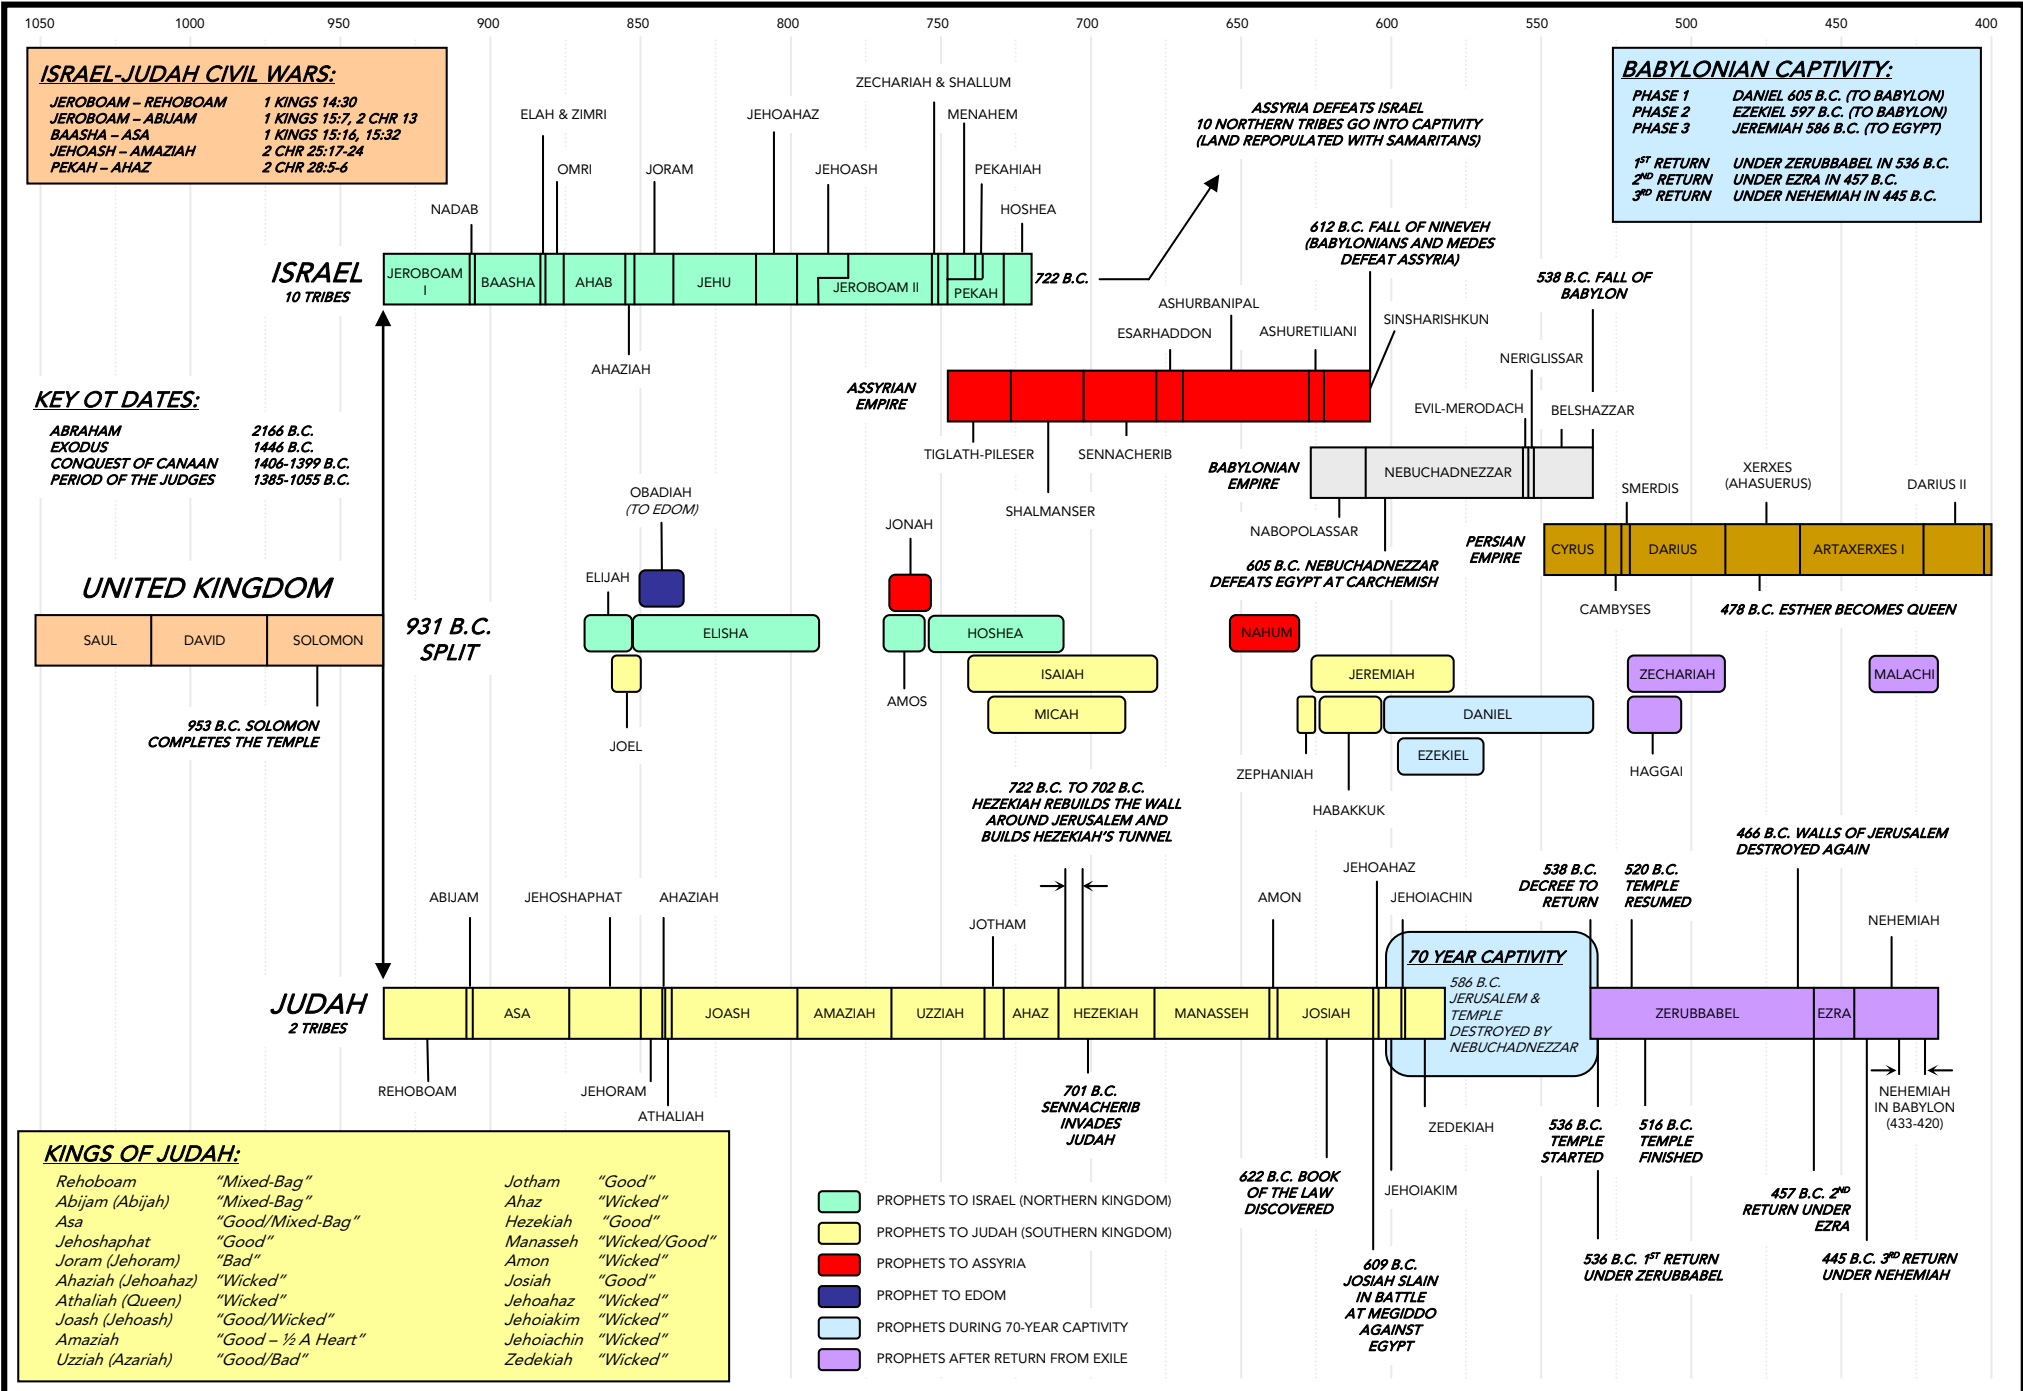 1050 1000 950 900 850 800 750 700 650 600 550 500 450 400
ISRAEL-JUDAH CIVIL WARS:
JEROBOAM – REHOBOAM 1 KINGS 14:30
JEROBOAM – ABIJAM 1 KINGS 15:7, 2 CHR 13
BAASHA – ASA 1 KINGS 15:16, 15:32
JEHOASH – AMAZIAH 2 CHR 25:17-24
PEKAH – AHAZ 2 CHR 28:5-6
BABYLONIAN CAPTIVITY:
PHASE 1 DANIEL 605 B.C. (TO BABYLON)
PHASE 2 EZEKIEL 597 B.C. (TO BABYLON)
PHASE 3 JEREMIAH 586 B.C. (TO EGYPT)
1ST RETURN UNDER ZERUBBABEL IN 536 B.C.
2ND RETURN UNDER EZRA IN 457 B.C.
3RD RETURN UNDER NEHEMIAH IN 445 B.C.
ZECHARIAH & SHALLUM
ELAH & ZIMRI
JEHOAHAZ
MENAHEM
OMRI
JORAM
JEHOASH
PEKAHIAH
NADAB
HOSHEA
ASSYRIA DEFEATS ISRAEL
10 NORTHERN TRIBES GO INTO CAPTIVITY
(LAND REPOPULATED WITH SAMARITANS)
ISRAEL
10 TRIBES
JEROBOAM
I
BAASHA
AHAB
JEHU
JEROBOAM II
PEKAH
722 B.C.
AHAZIAH
612 B.C. FALL OF NINEVEH
(BABYLONIANS AND MEDES
DEFEAT ASSYRIA)
538 B.C. FALL OF
BABYLON
ASHURBANIPAL
ESARHADDON
ASHURETILIANI
SINSHARISHKUN
ASSYRIAN
EMPIRE
TIGLATH-PILESER
SENNACHERIB
SHALMANSER
NERIGLISSAR
EVIL-MERODACH
BELSHAZZAR
BABYLONIAN
EMPIRE
NEBUCHADNEZZAR
NABOPOLASSAR
605 B.C. NEBUCHADNEZZAR
DEFEATS EGYPT AT CARCHEMISH
XERXES
(AHASUERUS)
SMERDIS
DARIUS II
PERSIAN
EMPIRE
CYRUS
DARIUS
ARTAXERXES I
CAMBYSES
478 B.C. ESTHER BECOMES QUEEN
KEY OT DATES:
ABRAHAM 2166 B.C.
EXODUS 1446 B.C.
CONQUEST OF CANAAN 1406-1399 B.C.
PERIOD OF THE JUDGES 1385-1055 B.C.
UNITED KINGDOM
SAUL
DAVID
SOLOMON
931 B.C.
SPLIT
953 B.C. SOLOMON
COMPLETES THE TEMPLE
OBADIAH
(TO EDOM)
ELIJAH
ELISHA
JOEL
JONAH
HOSHEA
AMOS
ISAIAH
MICAH
NAHUM
JEREMIAH
DANIEL
EZEKIEL
ZEPHANIAH
HABAKKUK
ZECHARIAH
MALACHI
HAGGAI
722 B.C. TO 702 B.C.
HEZEKIAH REBUILDS THE WALL
AROUND JERUSALEM AND
BUILDS HEZEKIAH'S TUNNEL
466 B.C. WALLS OF JERUSALEM
DESTROYED AGAIN
538 B.C.
DECREE TO
RETURN
520 B.C.
TEMPLE
RESUMED
ABIJAM
JEHOSHAPHAT
AHAZIAH
JOTHAM
AMON
JEHOAHAZ
JEHOIACHIN
NEHEMIAH
JUDAH
2 TRIBES
ASA
JOASH
AMAZIAH
UZZIAH
AHAZ
HEZEKIAH
MANASSEH
JOSIAH
70 YEAR CAPTIVITY
586 B.C.
JERUSALEM &
TEMPLE
DESTROYED BY
NEBUCHADNEZZAR
ZERUBBABEL
EZRA
REHOBOAM
JEHORAM
ATHALIAH
701 B.C.
SENNACHERIB
INVADES
JUDAH
622 B.C. BOOK
OF THE LAW
DISCOVERED
ZEDEKIAH
JEHOIAKIM
609 B.C.
JOSIAH SLAIN
IN BATTLE
AT MEGIDDO
AGAINST
EGYPT
536 B.C.
TEMPLE
STARTED
516 B.C.
TEMPLE
FINISHED
NEHEMIAH
IN BABYLON
(433-420)
457 B.C. 2ND
RETURN UNDER
EZRA
536 B.C. 1ST RETURN
UNDER ZERUBBABEL
445 B.C. 3RD RETURN
UNDER NEHEMIAH
KINGS OF JUDAH:
Rehoboam "Mixed-Bag"
Abijam (Abijah) "Mixed-Bag"
Asa "Good/Mixed-Bag"
Jehoshaphat "Good"
Joram (Jehoram) "Bad"
Ahaziah (Jehoahaz) "Wicked"
Athaliah (Queen) "Wicked"
Joash (Jehoash) "Good/Wicked"
Amaziah "Good – ½ A Heart"
Uzziah (Azariah) "Good/Bad"
Jotham "Good"
Ahaz "Wicked"
Hezekiah "Good"
Manasseh "Wicked/Good"
Amon "Wicked"
Josiah "Good"
Jehoahaz "Wicked"
Jehoiakim "Wicked"
Jehoiachin "Wicked"
Zedekiah "Wicked"
PROPHETS TO ISRAEL (NORTHERN KINGDOM)
PROPHETS TO JUDAH (SOUTHERN KINGDOM)
PROPHETS TO ASSYRIA
PROPHET TO EDOM
PROPHETS DURING 70-YEAR CAPTIVITY
PROPHETS AFTER RETURN FROM EXILE